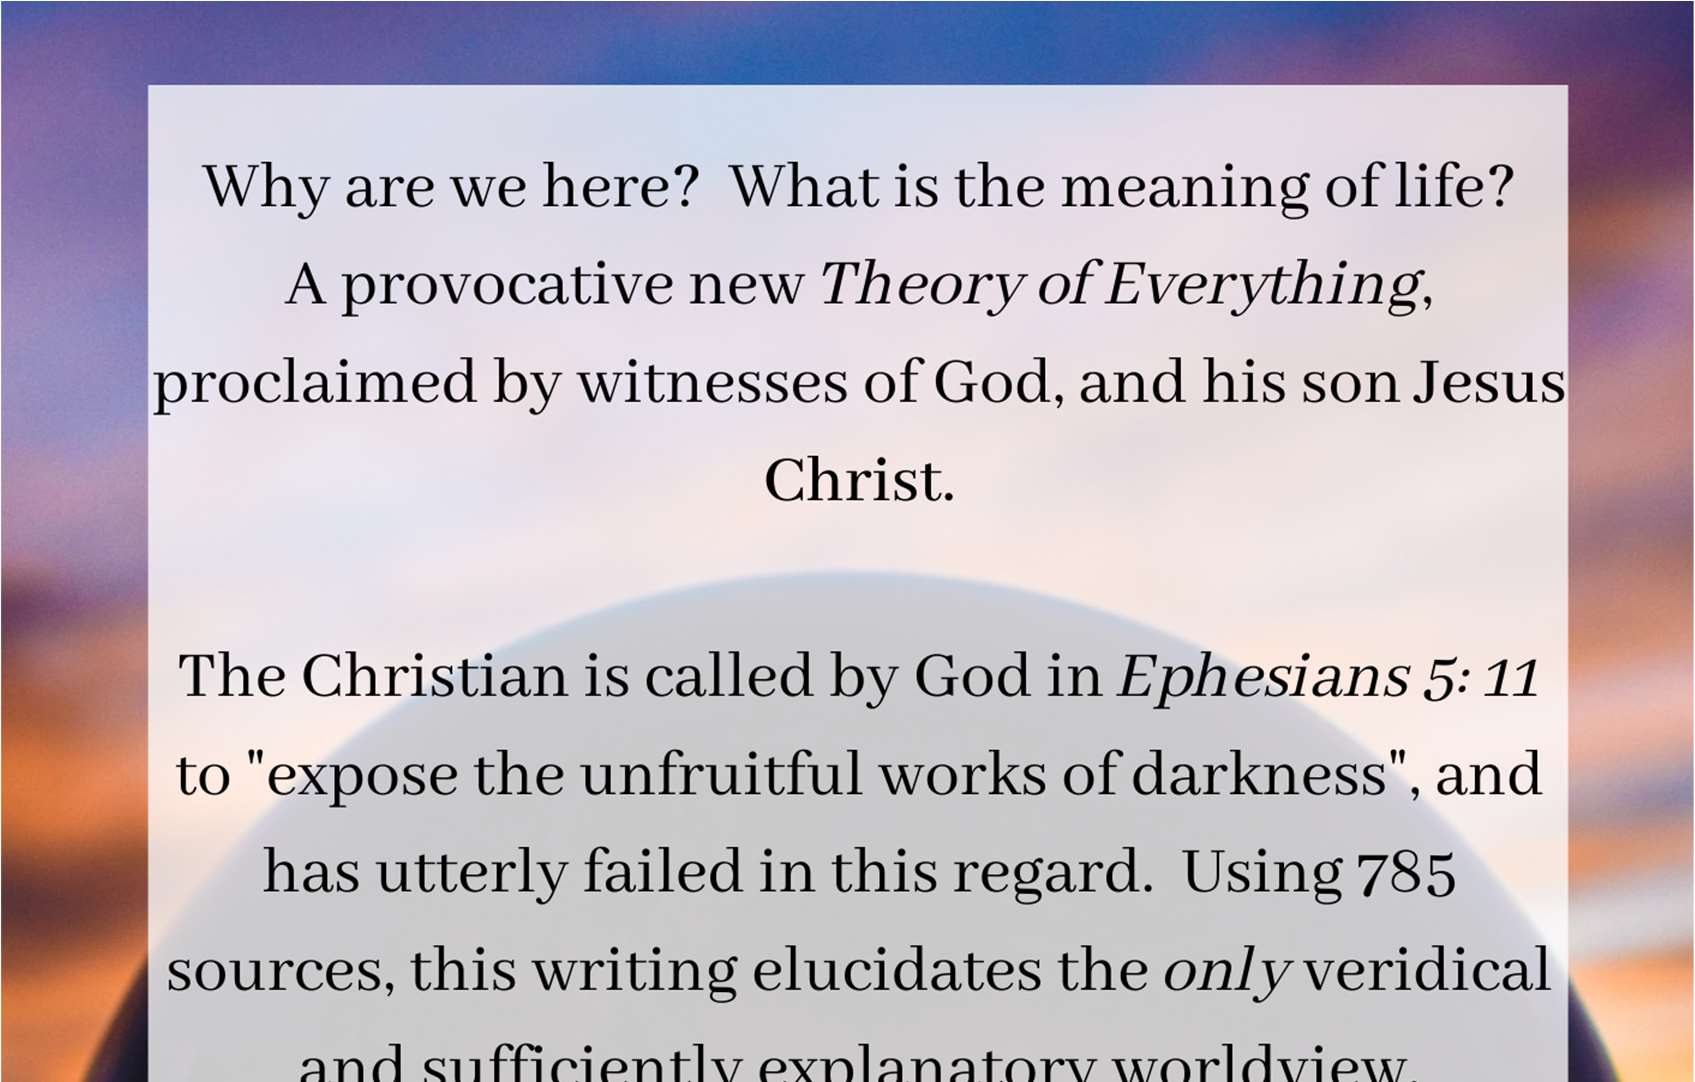 Why are we here?  What is the meaning of life?
A provocative new Theory of Everything,
proclaimed by witnesses of God, and his son Jesus
Christ.
The Christian is called by God in Ephesians 5: 11
to "expose the unfruitful works of darkness", and
has utterly failed in this regard.  Using 785
sources, this writing elucidates the only veridical
and sufficiently explanatory worldview.